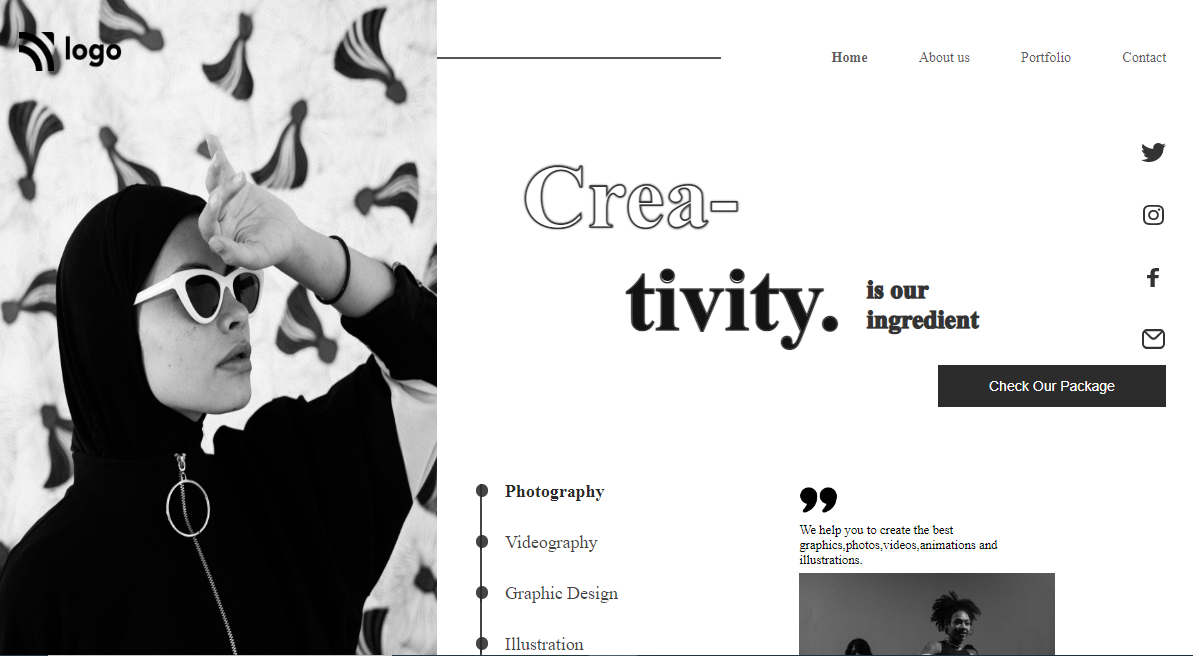 logo
Home About us Portfolio Contact
Crea-
tivity.
is our
ingredient
Check Our Package
Photography
Videography
Graphic Design
Illustration
We help you to create the best
graphics,photos,videos,animations and
illustrations.